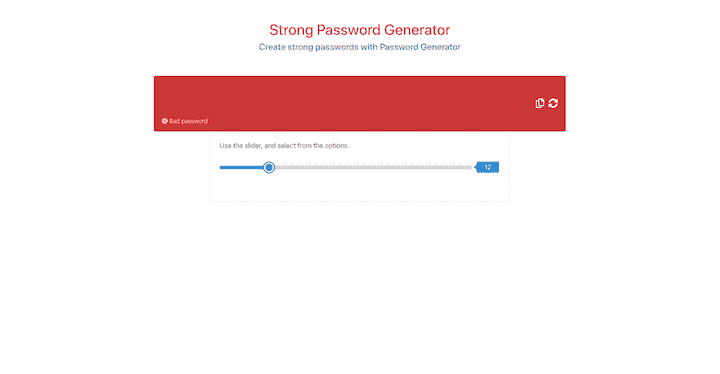 Strong Password Generator
Create strong passwords with Password Generator
Bad password
Use the slider, and select from the options.
12